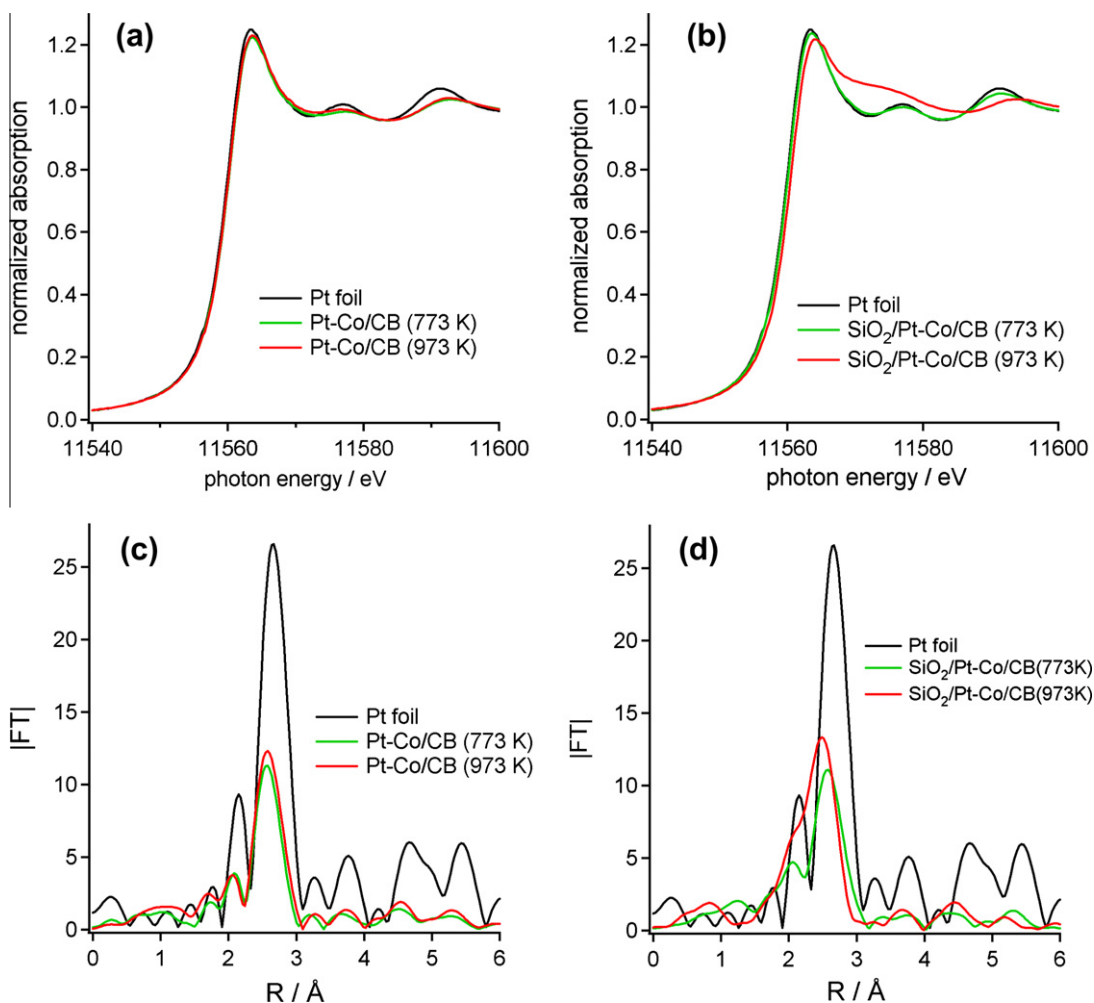 (a)
normalized absorption
1.2
1.0
0.8
0.6
0.4
0.2
0.0
Pt foil
Pt-Co/CB (773 K)
Pt-Co/CB (973 K)
11540 11560 11580 11600
photon energy / eV
(b)
normalized absorption
1.2
1.0
0.8
0.6
0.4
0.2
0.0
Pt foil
SiO₂/Pt-Co/CB (773 K)
SiO₂/Pt-Co/CB (973 K)
11540 11560 11580 11600
photon energy / eV
(c)
|FT|
25
20
15
10
5
0
Pt foil
Pt-Co/CB (773 K)
Pt-Co/CB (973 K)
0 1 2 3 4 5 6
R / Å
(d)
|FT|
25
20
15
10
5
0
Pt foil
SiO₂/Pt-Co/CB(773K)
SiO₂/Pt-Co/CB(973K)
0 1 2 3 4 5 6
R / Å